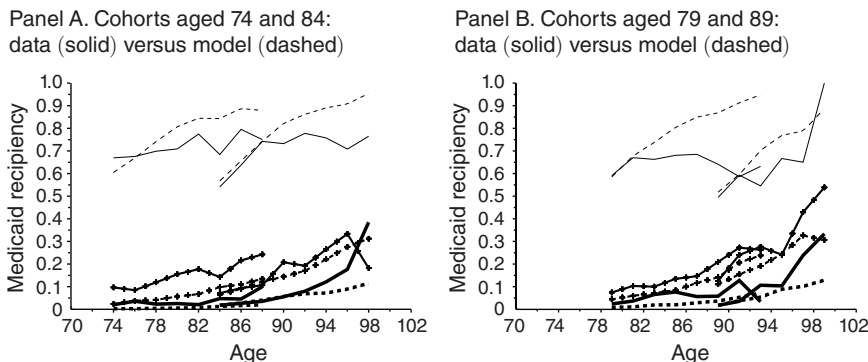 Panel A. Cohorts aged 74 and 84:
data (solid) versus model (dashed)
Medicaid recipiency
1.0
0.9
0.8
0.7
0.6
0.5
0.4
0.3
0.2
0.1
0
70 74 78 82 86 90 94 98 102
Age
Panel B. Cohorts aged 79 and 89:
data (solid) versus model (dashed)
Medicaid recipiency
1.0
0.9
0.8
0.7
0.6
0.5
0.4
0.3
0.2
0.1
0
70 70 74 78 82 86 90 94 98 102
Age